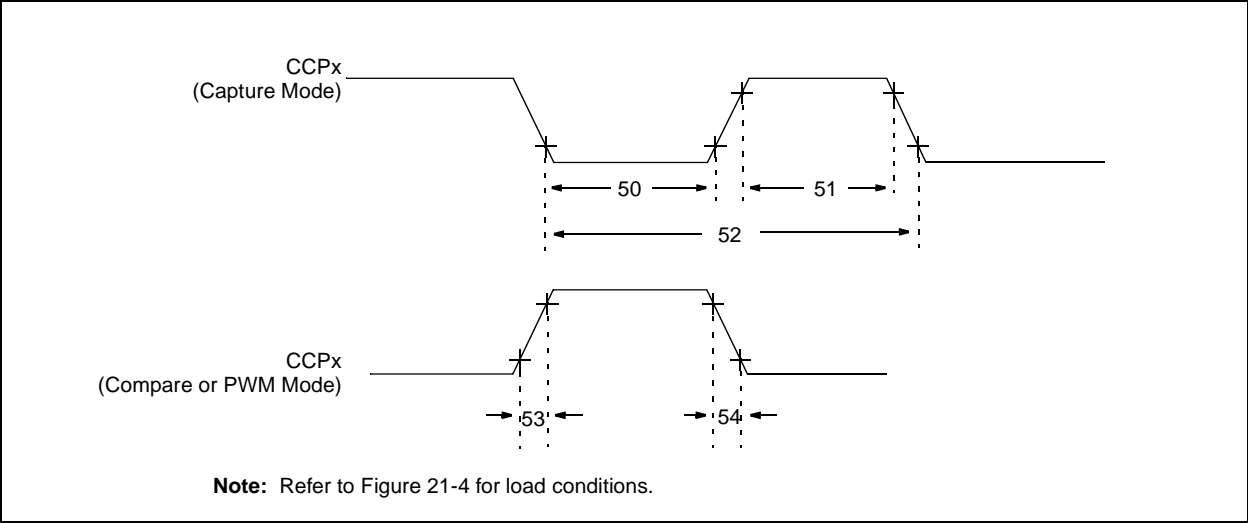 CCPx
(Capture Mode)
50
51
52
CCPx
(Compare or PWM Mode)
53
54
Note: Refer to Figure 21-4 for load conditions.